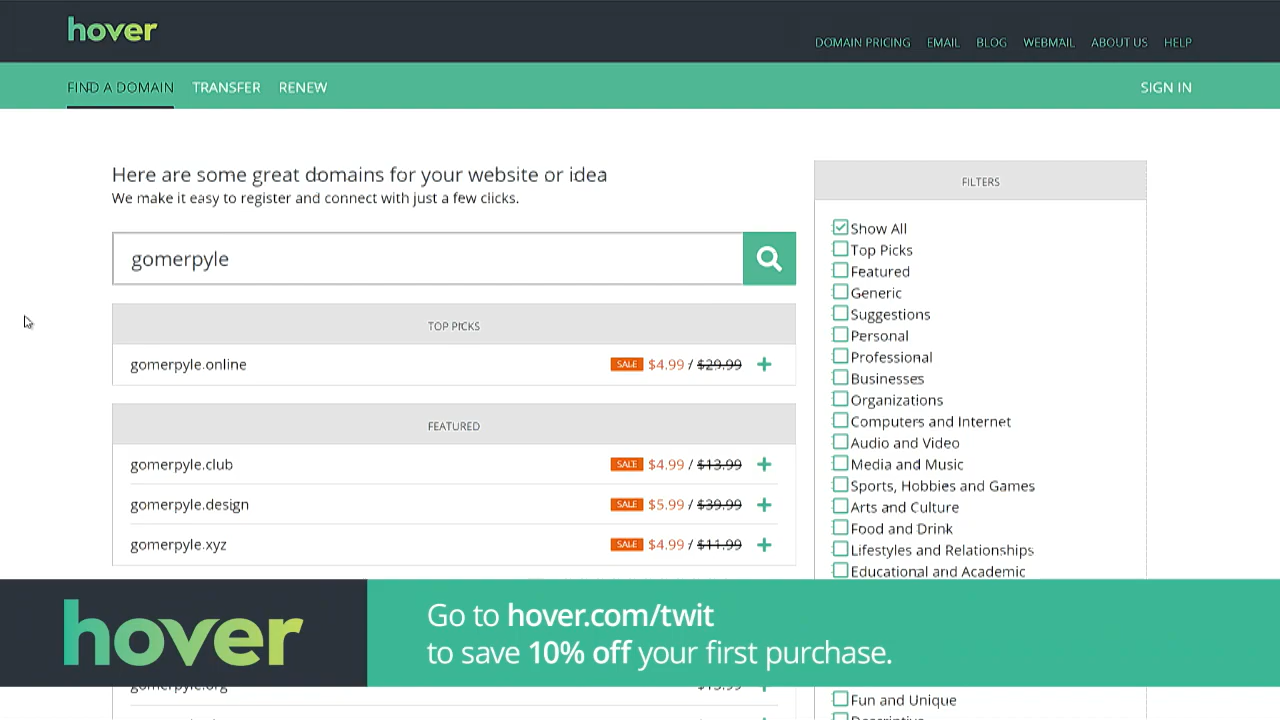 hover
DOMAIN PRICING EMAIL BLOG WEBMAIL ABOUT US HELP
FIND A DOMAIN TRANSFER RENEW SIGN IN
Here are some great domains for your website or idea
We make it easy to register and connect with just a few clicks.
gomerpyle
TOP PICKS
gomerpyle.online SALE $4.99 / $29.99 +
FEATURED
gomerpyle.club SALE $4.99 / $13.99 +
gomerpyle.design SALE $5.99 / $39.99 +
gomerpyle.xyz SALE $4.99 / $11.99 +
gomerpyle.org
FILTERS
Show All
Top Picks
Featured
Generic
Suggestions
Personal
Professional
Businesses
Organizations
Computers and Internet
Audio and Video
Media and Music
Sports, Hobbies and Games
Arts and Culture
Food and Drink
Lifestyles and Relationships
Educational and Academic
Fun and Unique
Descriptive
hover
Go to hover.com/twit
to save 10% off your first purchase.